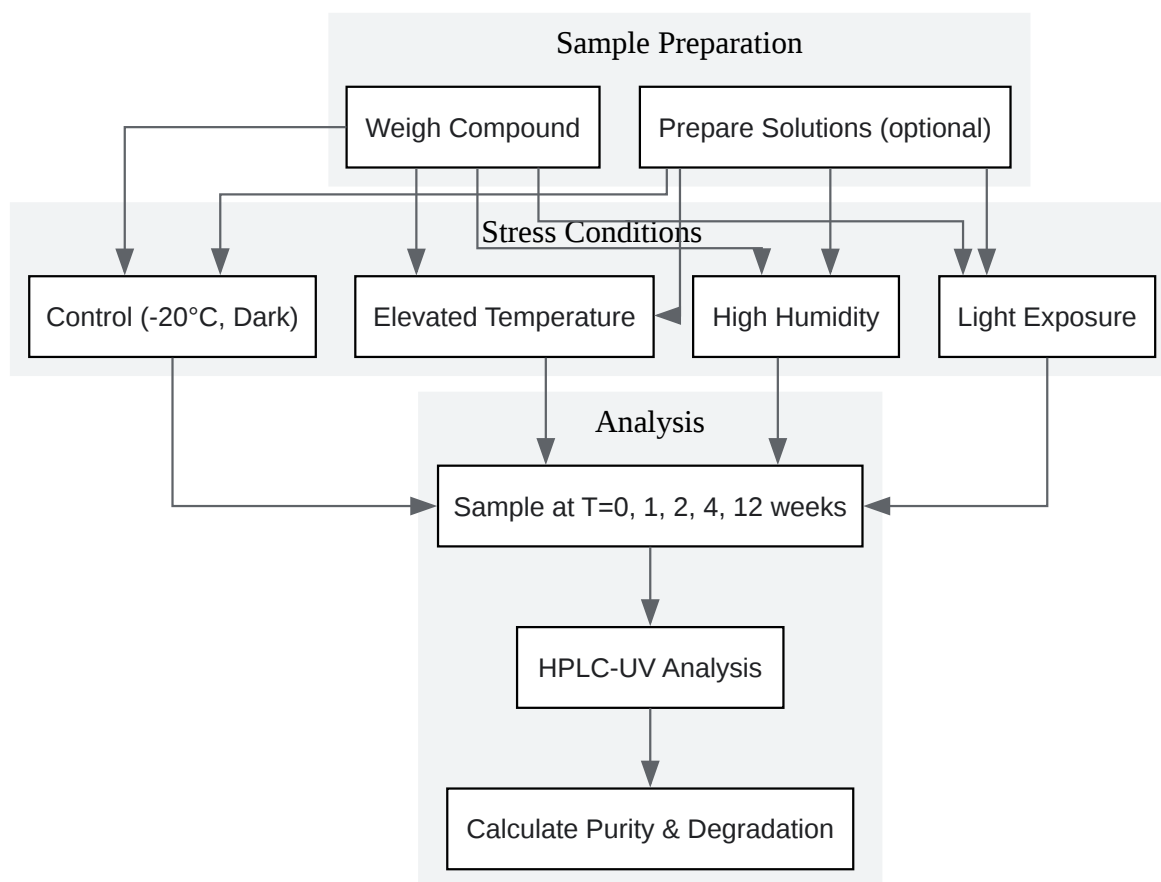 Sample Preparation
Weigh Compound
Prepare Solutions (optional)
Stress Conditions
Control (-20°C, Dark)
Elevated Temperature
High Humidity
Light Exposure
Analysis
Sample at T=0, 1, 2, 4, 12 weeks
HPLC-UV Analysis
Calculate Purity & Degradation